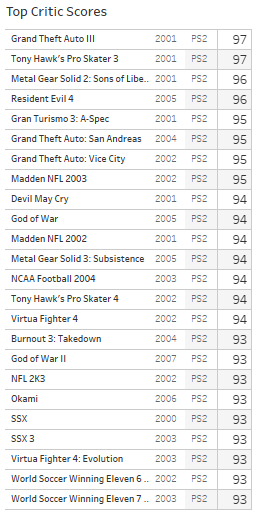 Top Critic Scores
Grand Theft Auto III 2001 PS2 97
Tony Hawk's Pro Skater 3 2001 PS2 97
Metal Gear Solid 2: Sons of Libe.. 2001 PS2 96
Resident Evil 4 2005 PS2 96
Gran Turismo 3: A-Spec 2001 PS2 95
Grand Theft Auto: San Andreas 2004 PS2 95
Grand Theft Auto: Vice City 2002 PS2 95
Madden NFL 2003 2002 PS2 95
Devil May Cry 2001 PS2 94
God of War 2005 PS2 94
Madden NFL 2002 2001 PS2 94
Metal Gear Solid 3: Subsistence 2005 PS2 94
NCAA Football 2004 2003 PS2 94
Tony Hawk's Pro Skater 4 2002 PS2 94
Virtua Fighter 4 2002 PS2 94
Burnout 3: Takedown 2004 PS2 93
God of War II 2007 PS2 93
NFL 2K3 2002 PS2 93
Okami 2006 PS2 93
SSX 2000 PS2 93
SSX 3 2003 PS2 93
Virtua Fighter 4: Evolution 2003 PS2 93
World Soccer Winning Eleven 6 .. 2002 PS2 93
World Soccer Winning Eleven 7 .. 2003 PS2 93